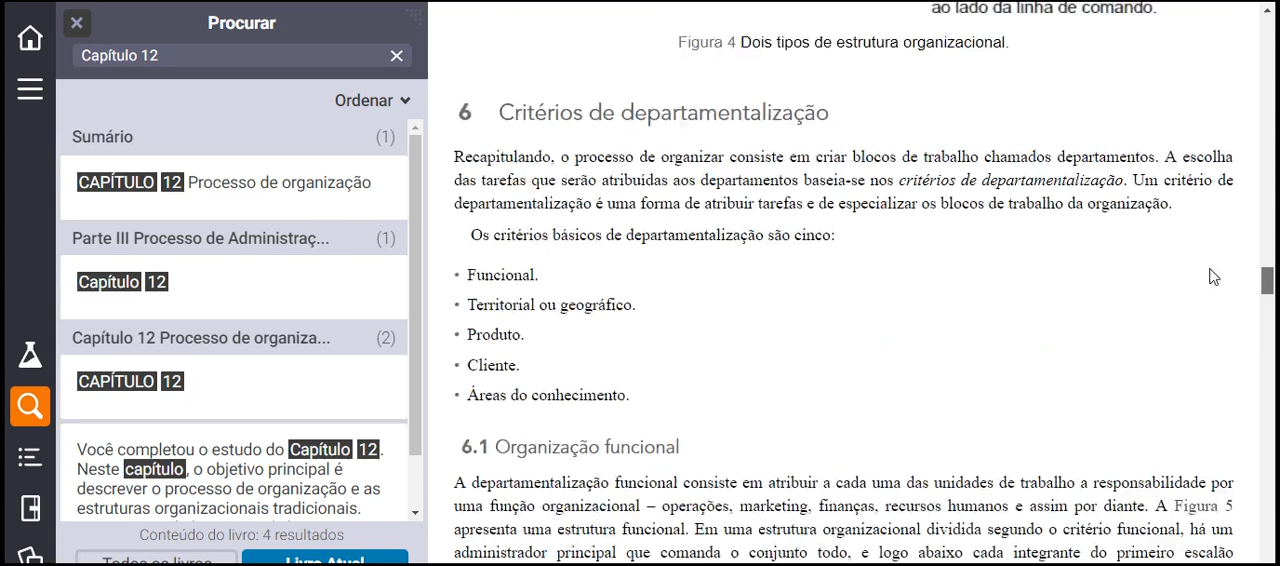 Procurar
Capítulo 12
Ordenar
Sumário (1)
CAPÍTULO 12 Processo de organização
Parte III Processo de Administraç... (1)
Capítulo 12
Capítulo 12 Processo de organiza... (2)
CAPÍTULO 12
Você completou o estudo do Capítulo 12.
Neste capítulo, o objetivo principal é
descrever o processo de organização e as
estruturas organizacionais tradicionais.
Conteúdo do livro: 4 resultados
Todos os livros
Livro Atual
ao lado da linha de comando.
Figura 4 Dois tipos de estrutura organizacional.
6 Critérios de departamentalização
Recapitulando, o processo de organizar consiste em criar blocos de trabalho chamados departamentos. A escolha
das tarefas que serão atribuídas aos departamentos baseia-se nos critérios de departamentalização. Um critério de
departamentalização é uma forma de atribuir tarefas e de especializar os blocos de trabalho da organização.
Os critérios básicos de departamentalização são cinco:
• Funcional.
• Territorial ou geográfico.
• Produto.
• Cliente.
• Áreas do conhecimento.
6.1 Organização funcional
A departamentalização funcional consiste em atribuir a cada uma das unidades de trabalho a responsabilidade por
uma função organizacional – operações, marketing, finanças, recursos humanos e assim por diante. A Figura 5
apresenta uma estrutura funcional. Em uma estrutura organizacional dividida segundo o critério funcional, há um
administrador principal que comanda o conjunto todo, e logo abaixo cada integrante do primeiro escalão